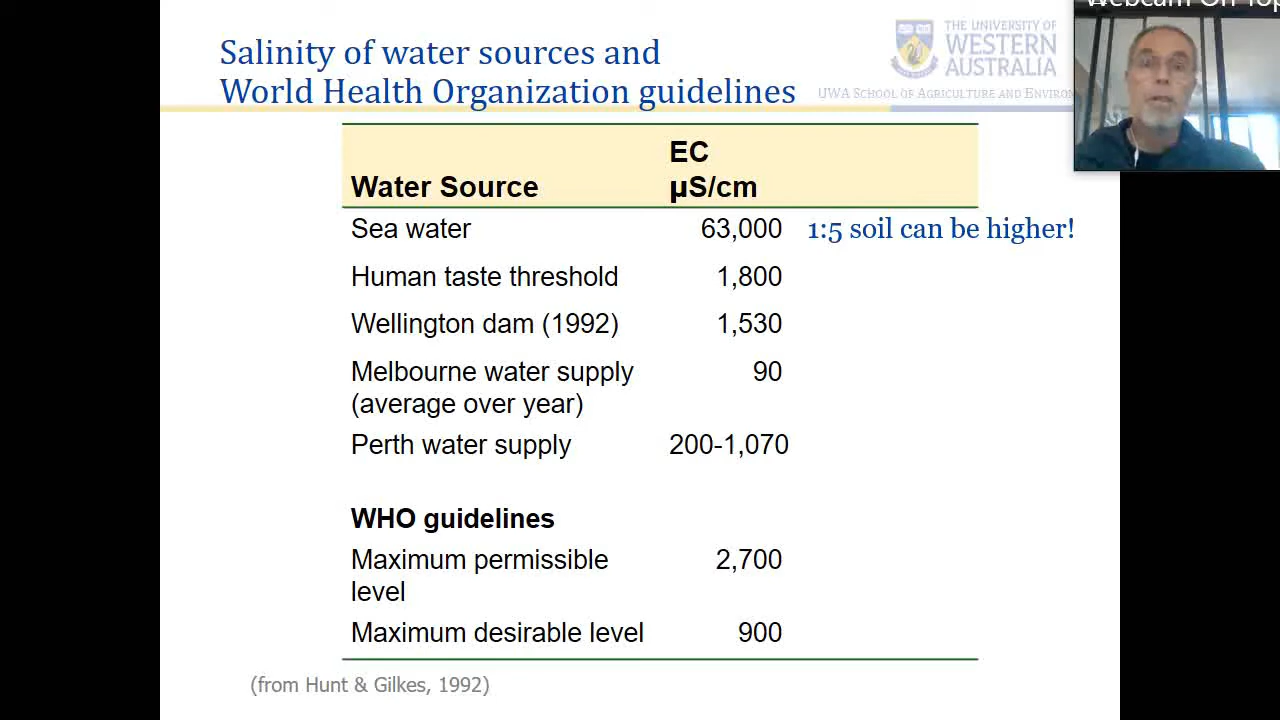 Webcam On Top
Salinity of water sources and
World Health Organization guidelines
THE UNIVERSITY OF
WESTERN
AUSTRALIA
UWA SCHOOL OF AGRICULTURE AND
Water Source EC µS/cm
Sea water 63,000 1:5 soil can be higher!
Human taste threshold 1,800
Wellington dam (1992) 1,530
Melbourne water supply 90
(average over year)
Perth water supply 200-1,070
WHO guidelines
Maximum permissible 2,700
level
Maximum desirable level 900
(from Hunt & Gilkes, 1992)